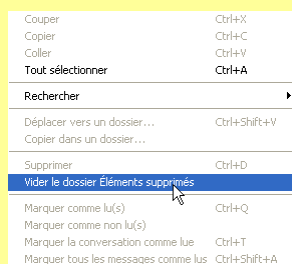 Couper Ctrl+X
Copier Ctrl+C
Coller Ctrl+V
Tout sélectionner Ctrl+A
Rechercher
Déplacer vers un dossier... Ctrl+Shift+V
Copier dans un dossier...
Supprimer Ctrl+D
Vider le dossier Éléments supprimés
Marquer comme lu(s) Ctrl+Q
Marquer comme non lu(s)
Marquer la conversation comme lue Ctrl+T
Marquer tous les messages comme lus Ctrl+Shift+A